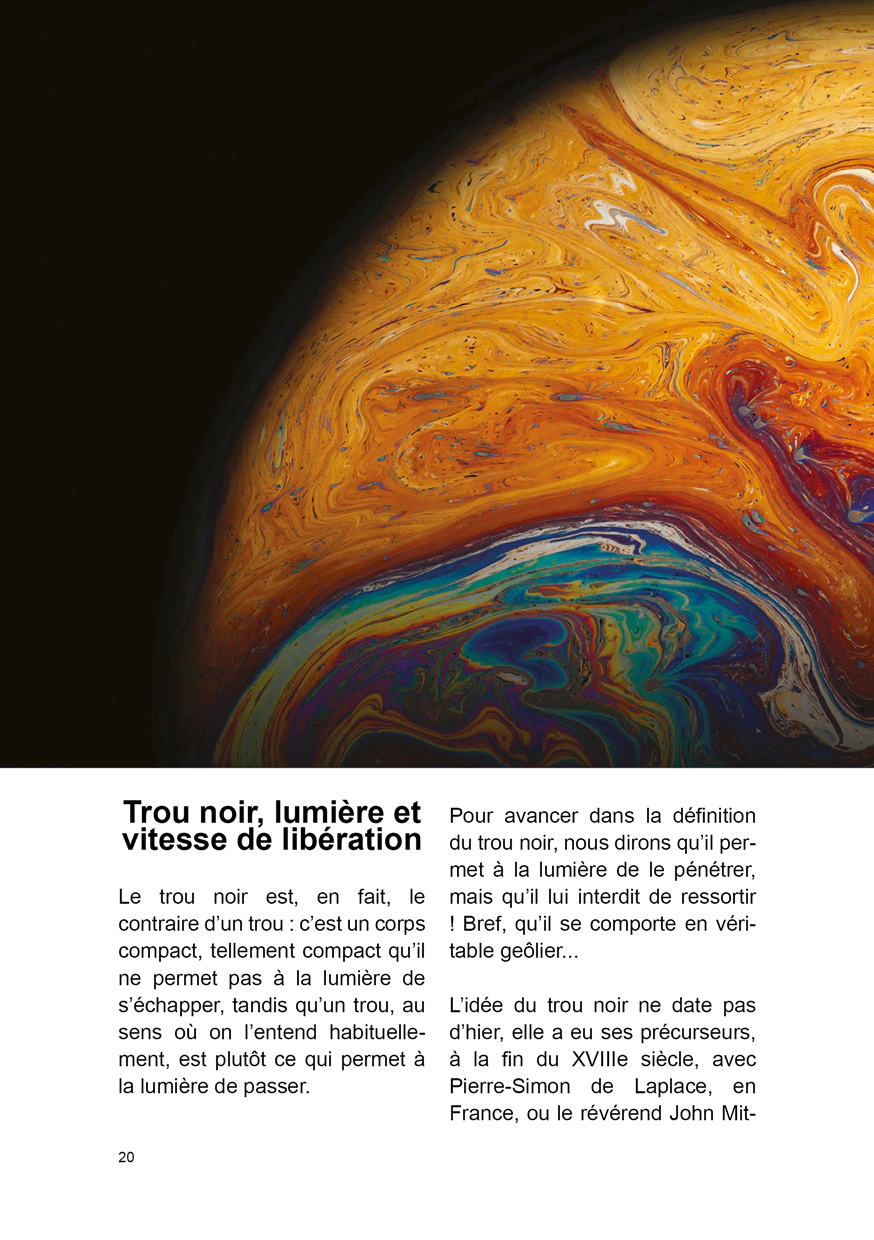 Trou noir, lumière et
vitesse de libération
Le trou noir est, en fait, le
contraire d’un trou : c’est un corps
compact, tellement compact qu’il
ne permet pas à la lumière de
s’échapper, tandis qu’un trou, au
sens où on l’entend habituelle-
ment, est plutôt ce qui permet à
la lumière de passer.
Pour avancer dans la définition
du trou noir, nous dirons qu’il per-
met à la lumière de le pénétrer,
mais qu’il lui interdit de ressortir
! Bref, qu’il se comporte en véri-
table geôlier...
L’idée du trou noir ne date pas
d’hier, elle a eu ses précurseurs,
à la fin du XVIIIe siècle, avec
Pierre-Simon de Laplace, en
France, ou le révérend John Mit-
20